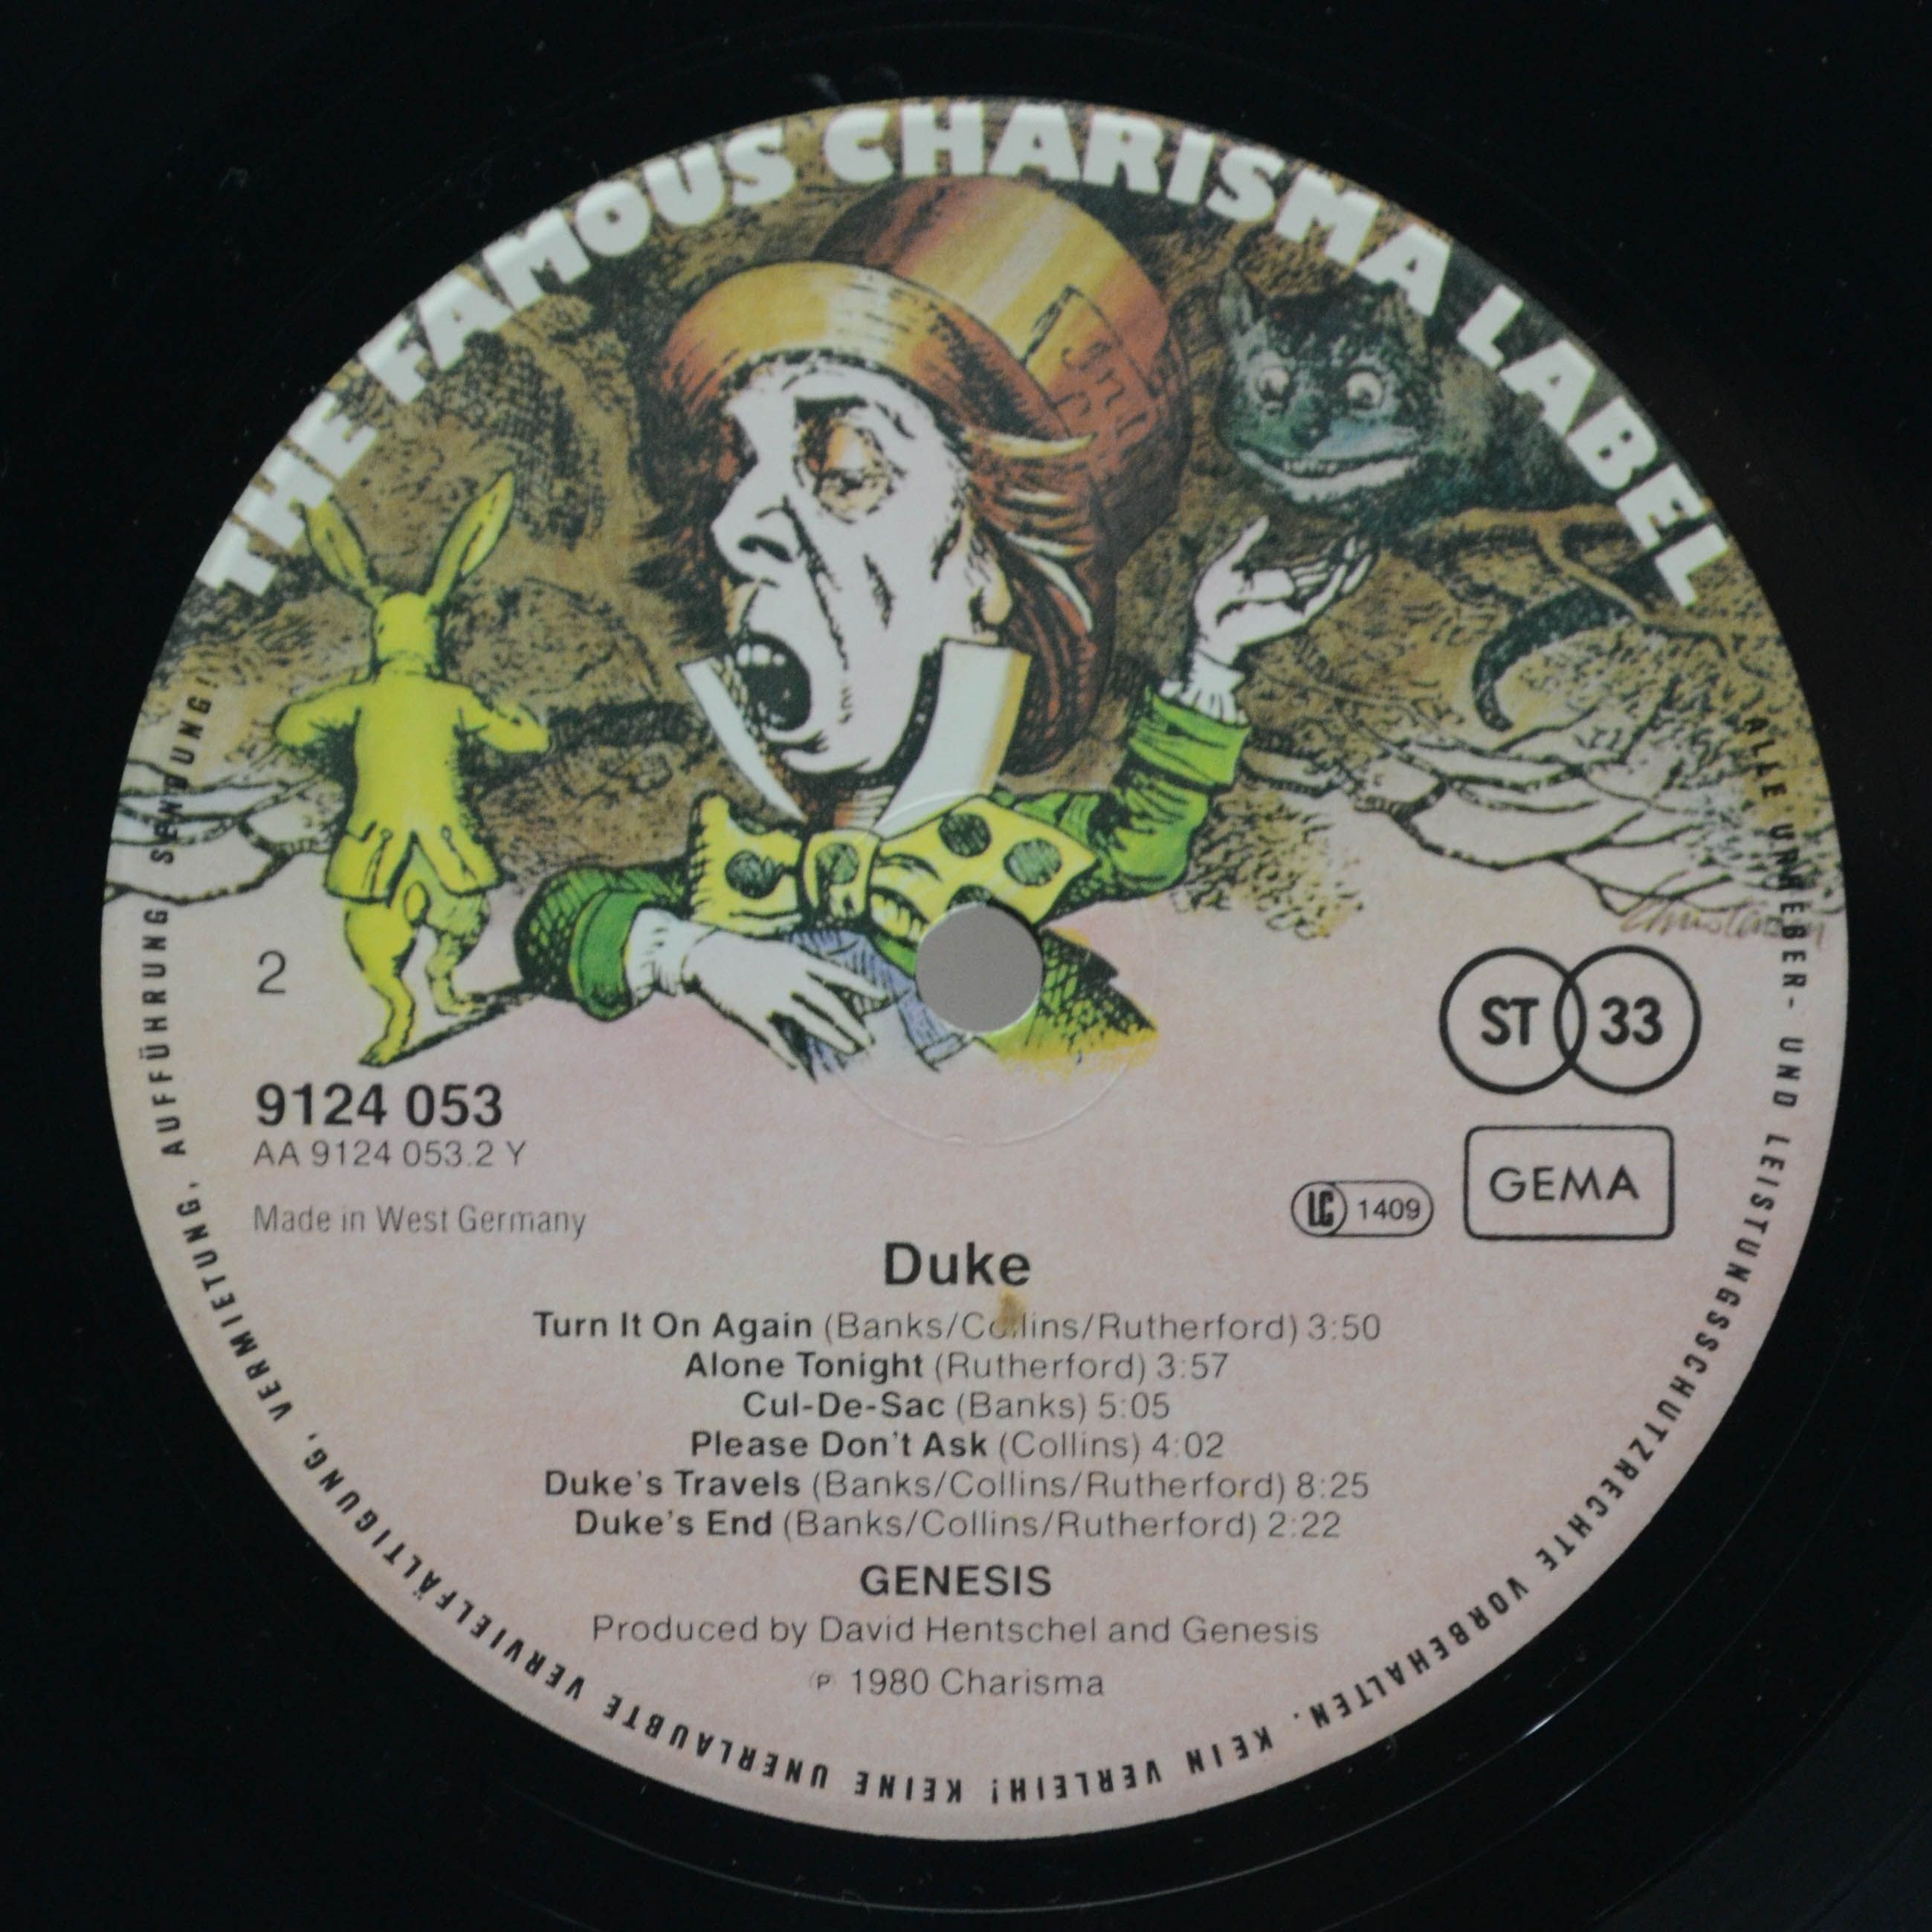 THE FAMOUS CHARISMA LABEL
2
ST 33
9124 053
AA 9124 053.2 Y
Made in West Germany
LC 1409
GEMA
Duke
Turn It On Again (Banks/Collins/Rutherford) 3:50
Alone Tonight (Rutherford) 3:57
Cul-De-Sac (Banks) 5:05
Please Don't Ask (Collins) 4:02
Duke's Travels (Banks/Collins/Rutherford) 8:25
Duke's End (Banks/Collins/Rutherford) 2:22
GENESIS
Produced by David Hentschel and Genesis
℗ 1980 Charisma
ALLE URHEBER- UND LEISTUNGSSCHUTZRECHTE VORBEHALTEN. KEIN VERLEIH! KEINE UNERLAUBTE VERVIELFÄLTIGUNG, VERMIETUNG, AUFFÜHRUNG, SENDUNG!